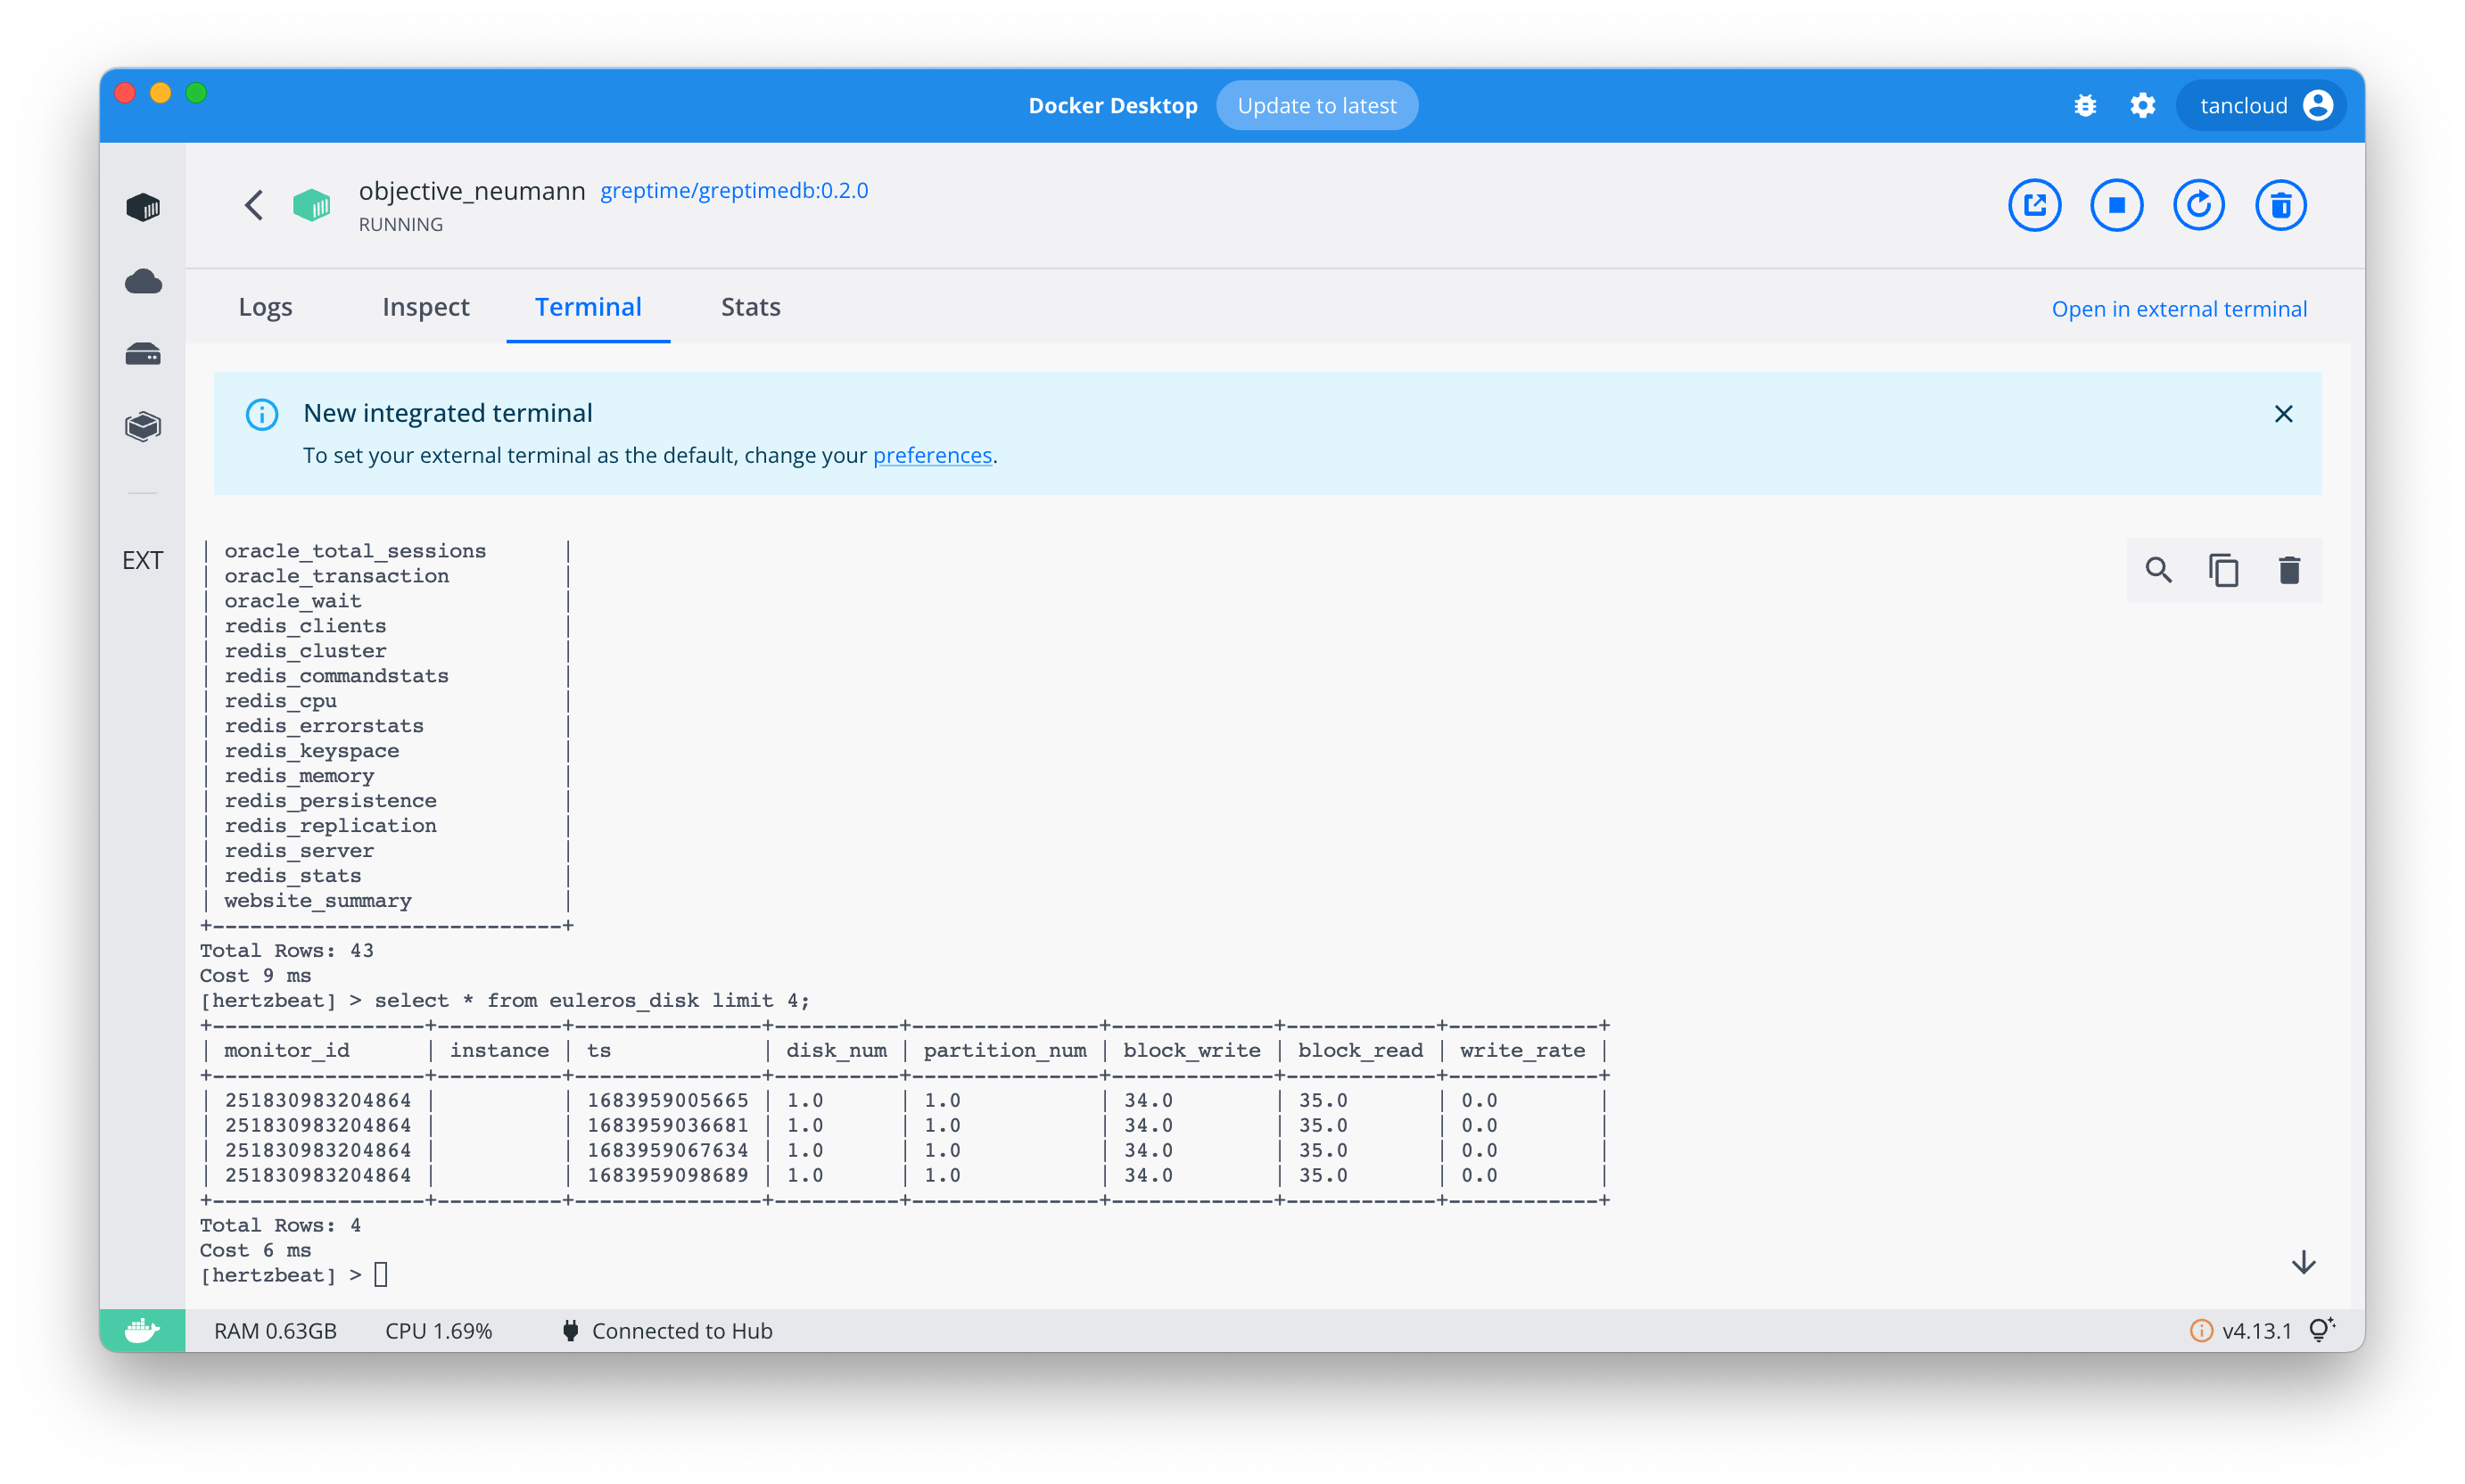 Docker Desktop Update to latest tancloud
objective_neumann greptime/greptimedb:0.2.0
RUNNING
Logs Inspect Terminal Stats Open in external terminal
New integrated terminal
To set your external terminal as the default, change your preferences.
EXT
| oracle_total_sessions |
| oracle_transaction |
| oracle_wait |
| redis_clients |
| redis_cluster |
| redis_commandstats |
| redis_cpu |
| redis_errorstats |
| redis_keyspace |
| redis_memory |
| redis_persistence |
| redis_replication |
| redis_server |
| redis_stats |
| website_summary |
+----------------------------+
Total Rows: 43
Cost 9 ms
[hertzbeat] > select * from euleros_disk limit 4;
+-----------------+----------+---------------+----------+---------------+-------------+------------+------------+
| monitor_id | instance | ts | disk_num | partition_num | block_write | block_read | write_rate |
+-----------------+----------+---------------+----------+---------------+-------------+------------+------------+
| 251830983204864 | | 1683959005665 | 1.0 | 1.0 | 34.0 | 35.0 | 0.0 |
| 251830983204864 | | 1683959036681 | 1.0 | 1.0 | 34.0 | 35.0 | 0.0 |
| 251830983204864 | | 1683959067634 | 1.0 | 1.0 | 34.0 | 35.0 | 0.0 |
| 251830983204864 | | 1683959098689 | 1.0 | 1.0 | 34.0 | 35.0 | 0.0 |
+-----------------+----------+---------------+----------+---------------+-------------+------------+------------+
Total Rows: 4
Cost 6 ms
[hertzbeat] >
RAM 0.63GB CPU 1.69% Connected to Hub v4.13.1